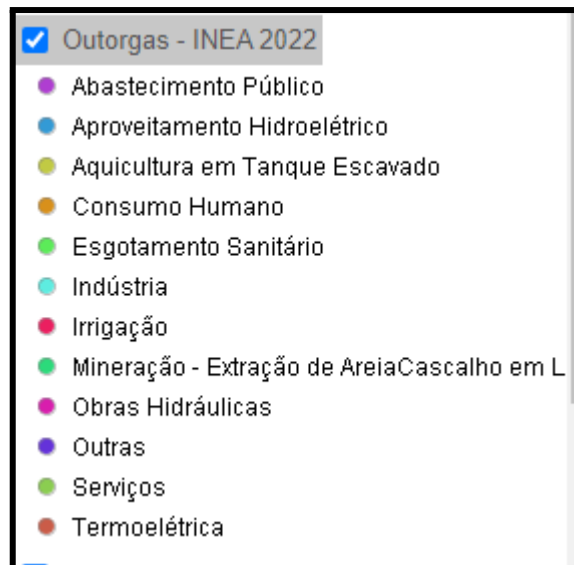 Outorgas - INEA 2022
Abastecimento Público
Aproveitamento Hidroelétrico
Aquicultura em Tanque Escavado
Consumo Humano
Esgotamento Sanitário
Indústria
Irrigação
Mineração - Extração de AreiaCascalho em L
Obras Hidráulicas
Outras
Serviços
Termoelétrica